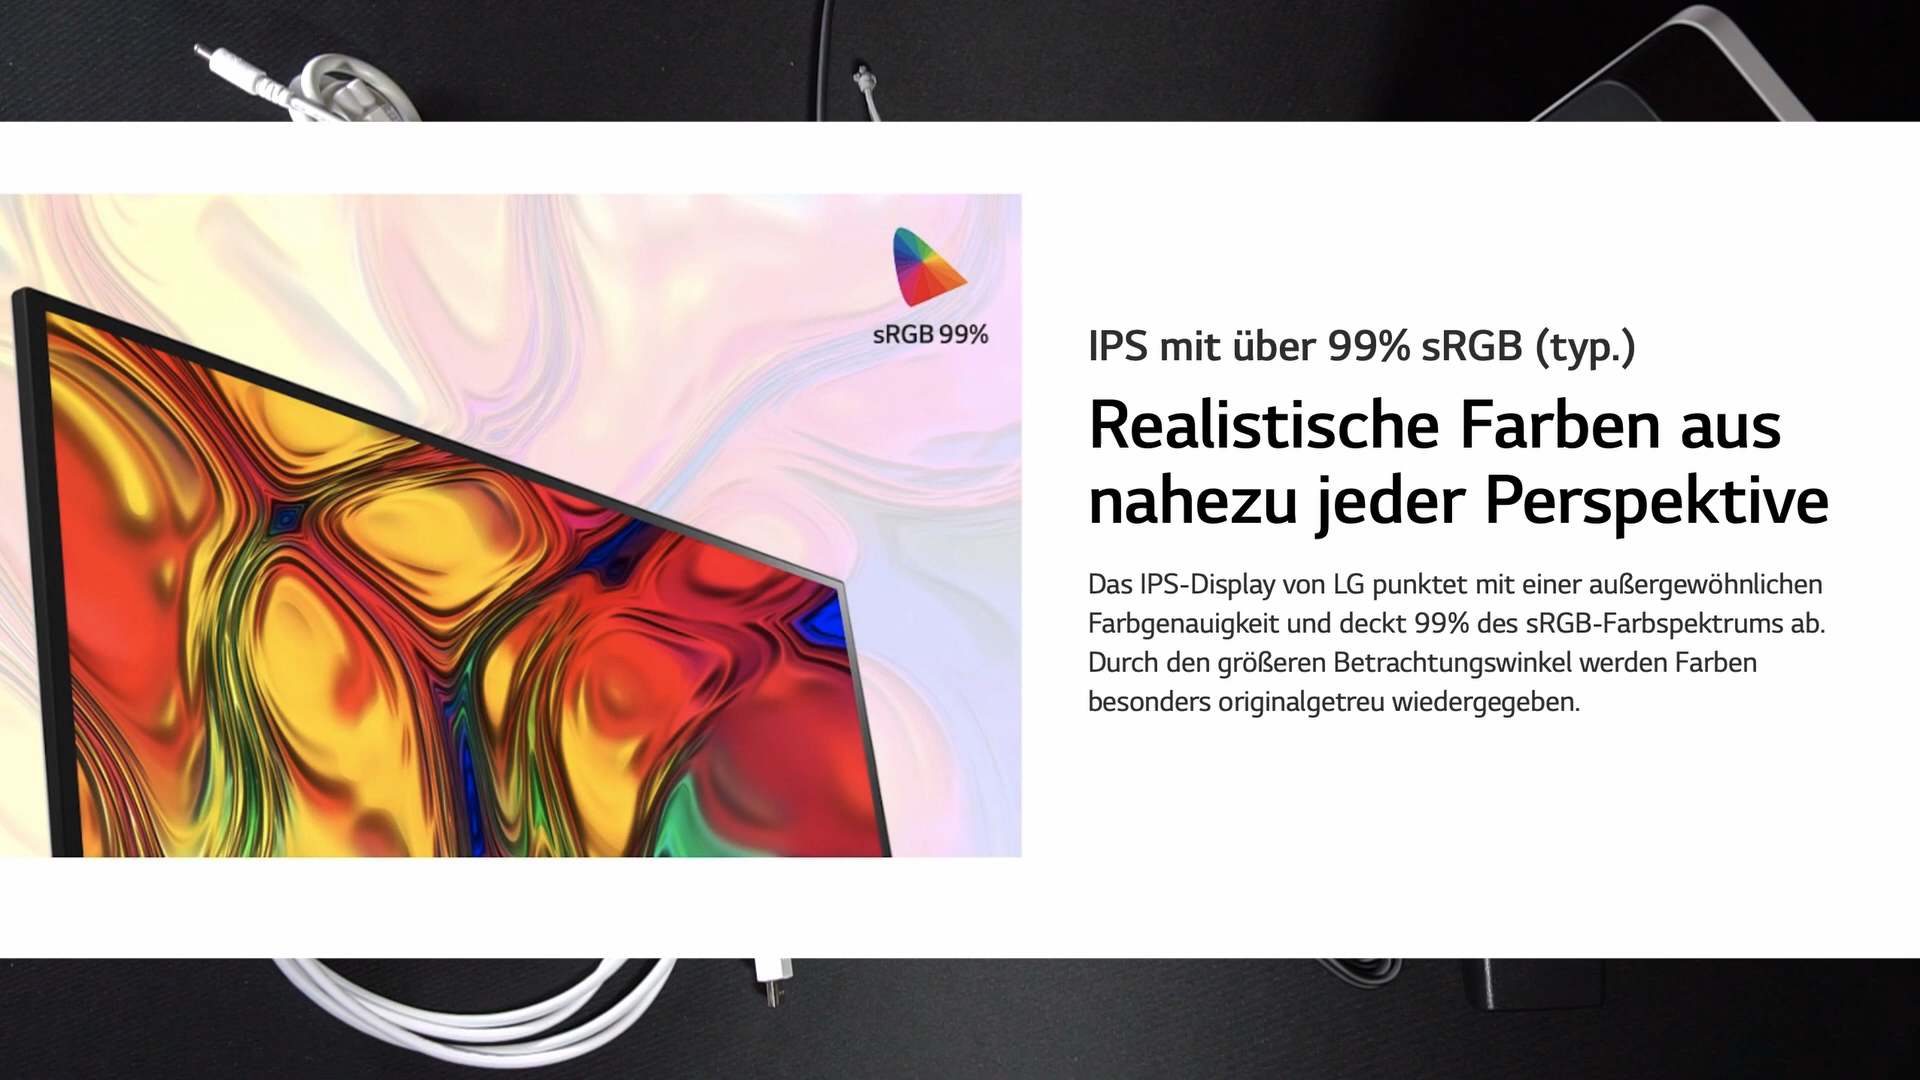 sRGB 99%
IPS mit über 99% sRGB (typ.)
Realistische Farben aus
nahezu jeder Perspektive
Das IPS-Display von LG punktet mit einer außergewöhnlichen
Farbgenauigkeit und deckt 99% des sRGB-Farbspektrums ab.
Durch den größeren Betrachtungswinkel werden Farben
besonders originalgetreu wiedergegeben.